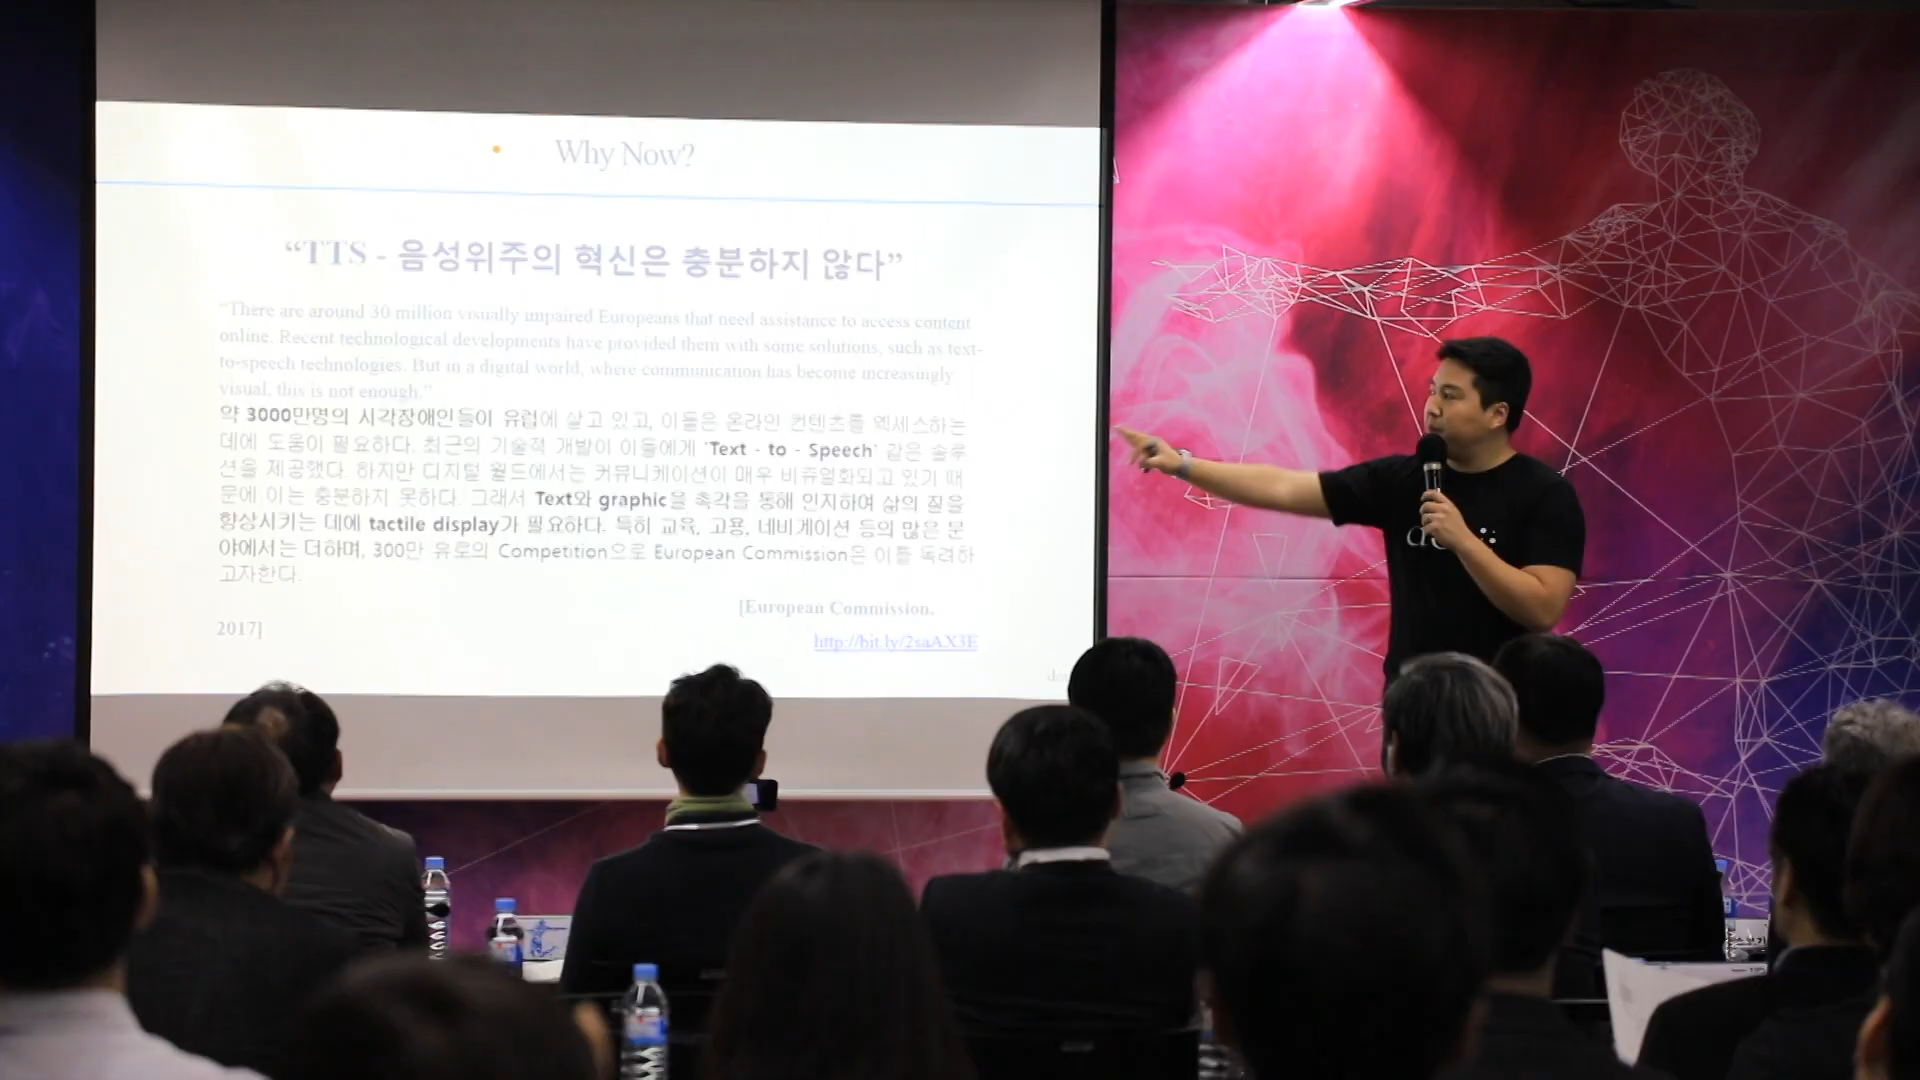 • Why Now?
“TTS - 음성위주의 혁신은 충분하지 않다”
“There are around 30 million visually impaired Europeans that need assistance to access content
online. Recent technological developments have provided them with some solutions, such as text-
to-speech technologies. But in a digital world, where communication has become increasingly
visual, this is not enough.”
약 3000만명의 시각장애인들이 유럽에 살고 있고, 이들은 온라인 컨텐츠를 엑세스하는
데에 도움이 필요하다. 최근의 기술적 개발이 이들에게 ‘Text - to - Speech’ 같은 솔루
션을 제공했다. 하지만 디지털 월드에서는 커뮤니케이션이 매우 비쥬얼화되고 있기 때
문에 이는 충분하지 못하다. 그래서 Text와 graphic을 촉각을 통해 인지하여 삶의 질을
향상시키는 데에 tactile display가 필요하다. 특히 교육, 고용, 네비게이션 등의 많은 분
야에서는 더하며, 300만 유로의 Competition으로 European Commission은 이를 독려하
고자한다.
[European Commission.
2017]
http://bit.ly/2saAX3E